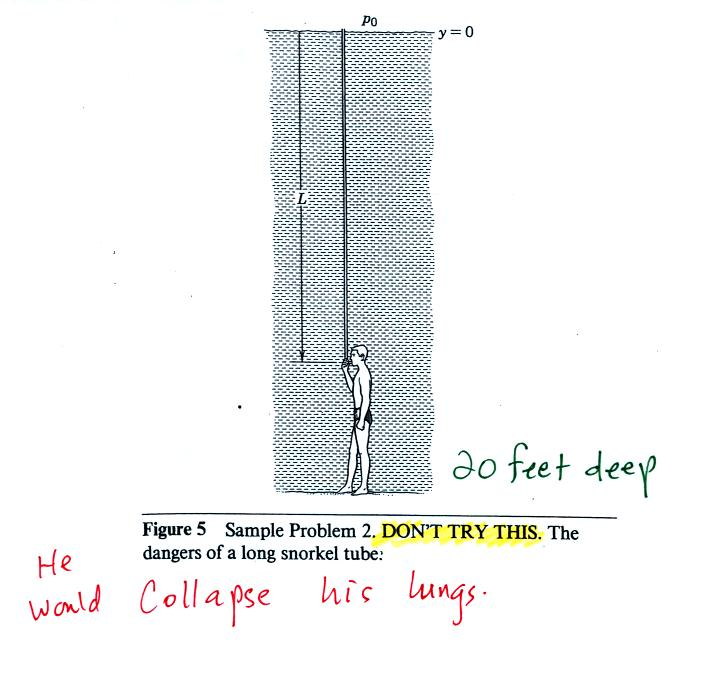 p0
y = 0
L
20 feet deep
Figure 5 Sample Problem 2. DON'T TRY THIS. The
dangers of a long snorkel tube:
He
would Collapse his lungs.